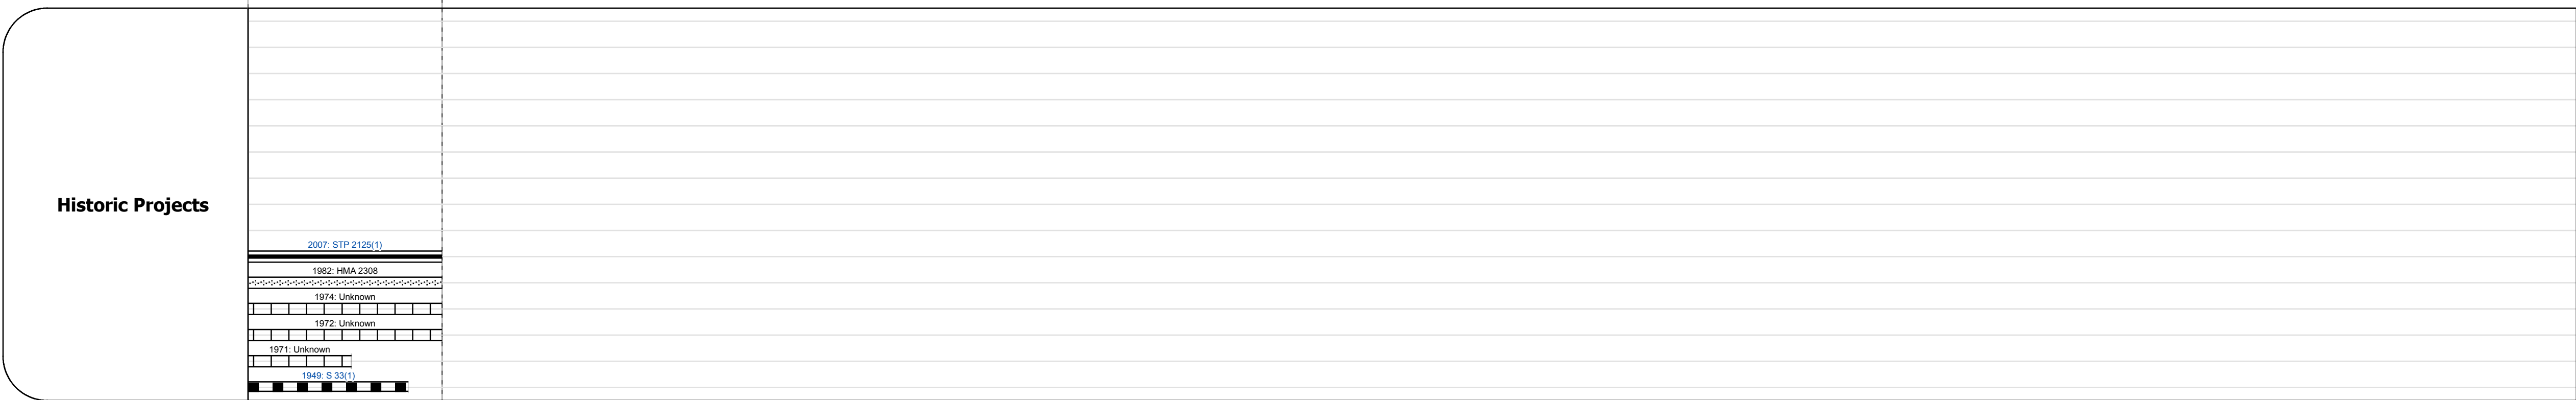 Historic Projects
2007: STP 2125(1)
1982: HMA 2308
1974: Unknown
1972: Unknown
1971: Unknown
1949: S 33(1)